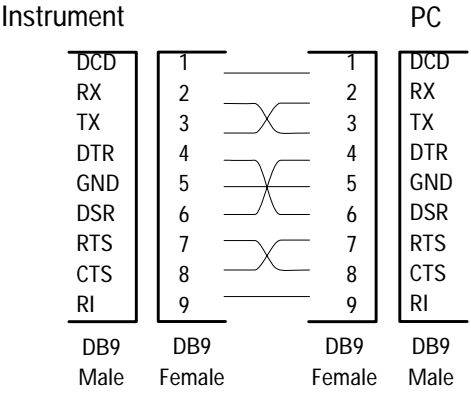 Instrument PC
DCD 1 1 DCD
RX 2 2 RX
TX 3 3 TX
DTR 4 4 DTR
GND 5 5 GND
DSR 6 6 DSR
RTS 7 7 RTS
CTS 8 8 CTS
RI 9 9 RI
DB9 DB9 DB9 DB9
Male Female Female Male